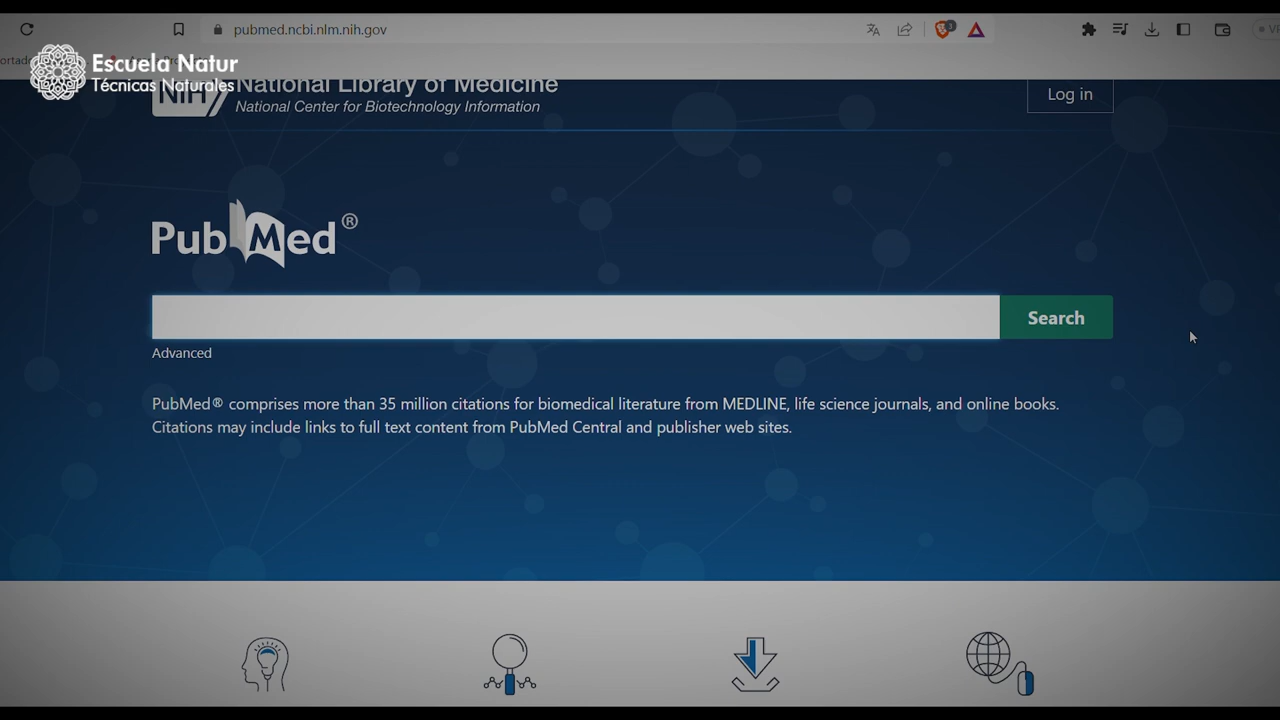 pubmed.ncbi.nlm.nih.gov
3
Escuela Natur
Técnicas Naturales
NIH
National Library of Medicine
National Center for Biotechnology Information
Log in
PubMed®
Search
Advanced
PubMed® comprises more than 35 million citations for biomedical literature from MEDLINE, life science journals, and online books.
Citations may include links to full text content from PubMed Central and publisher web sites.